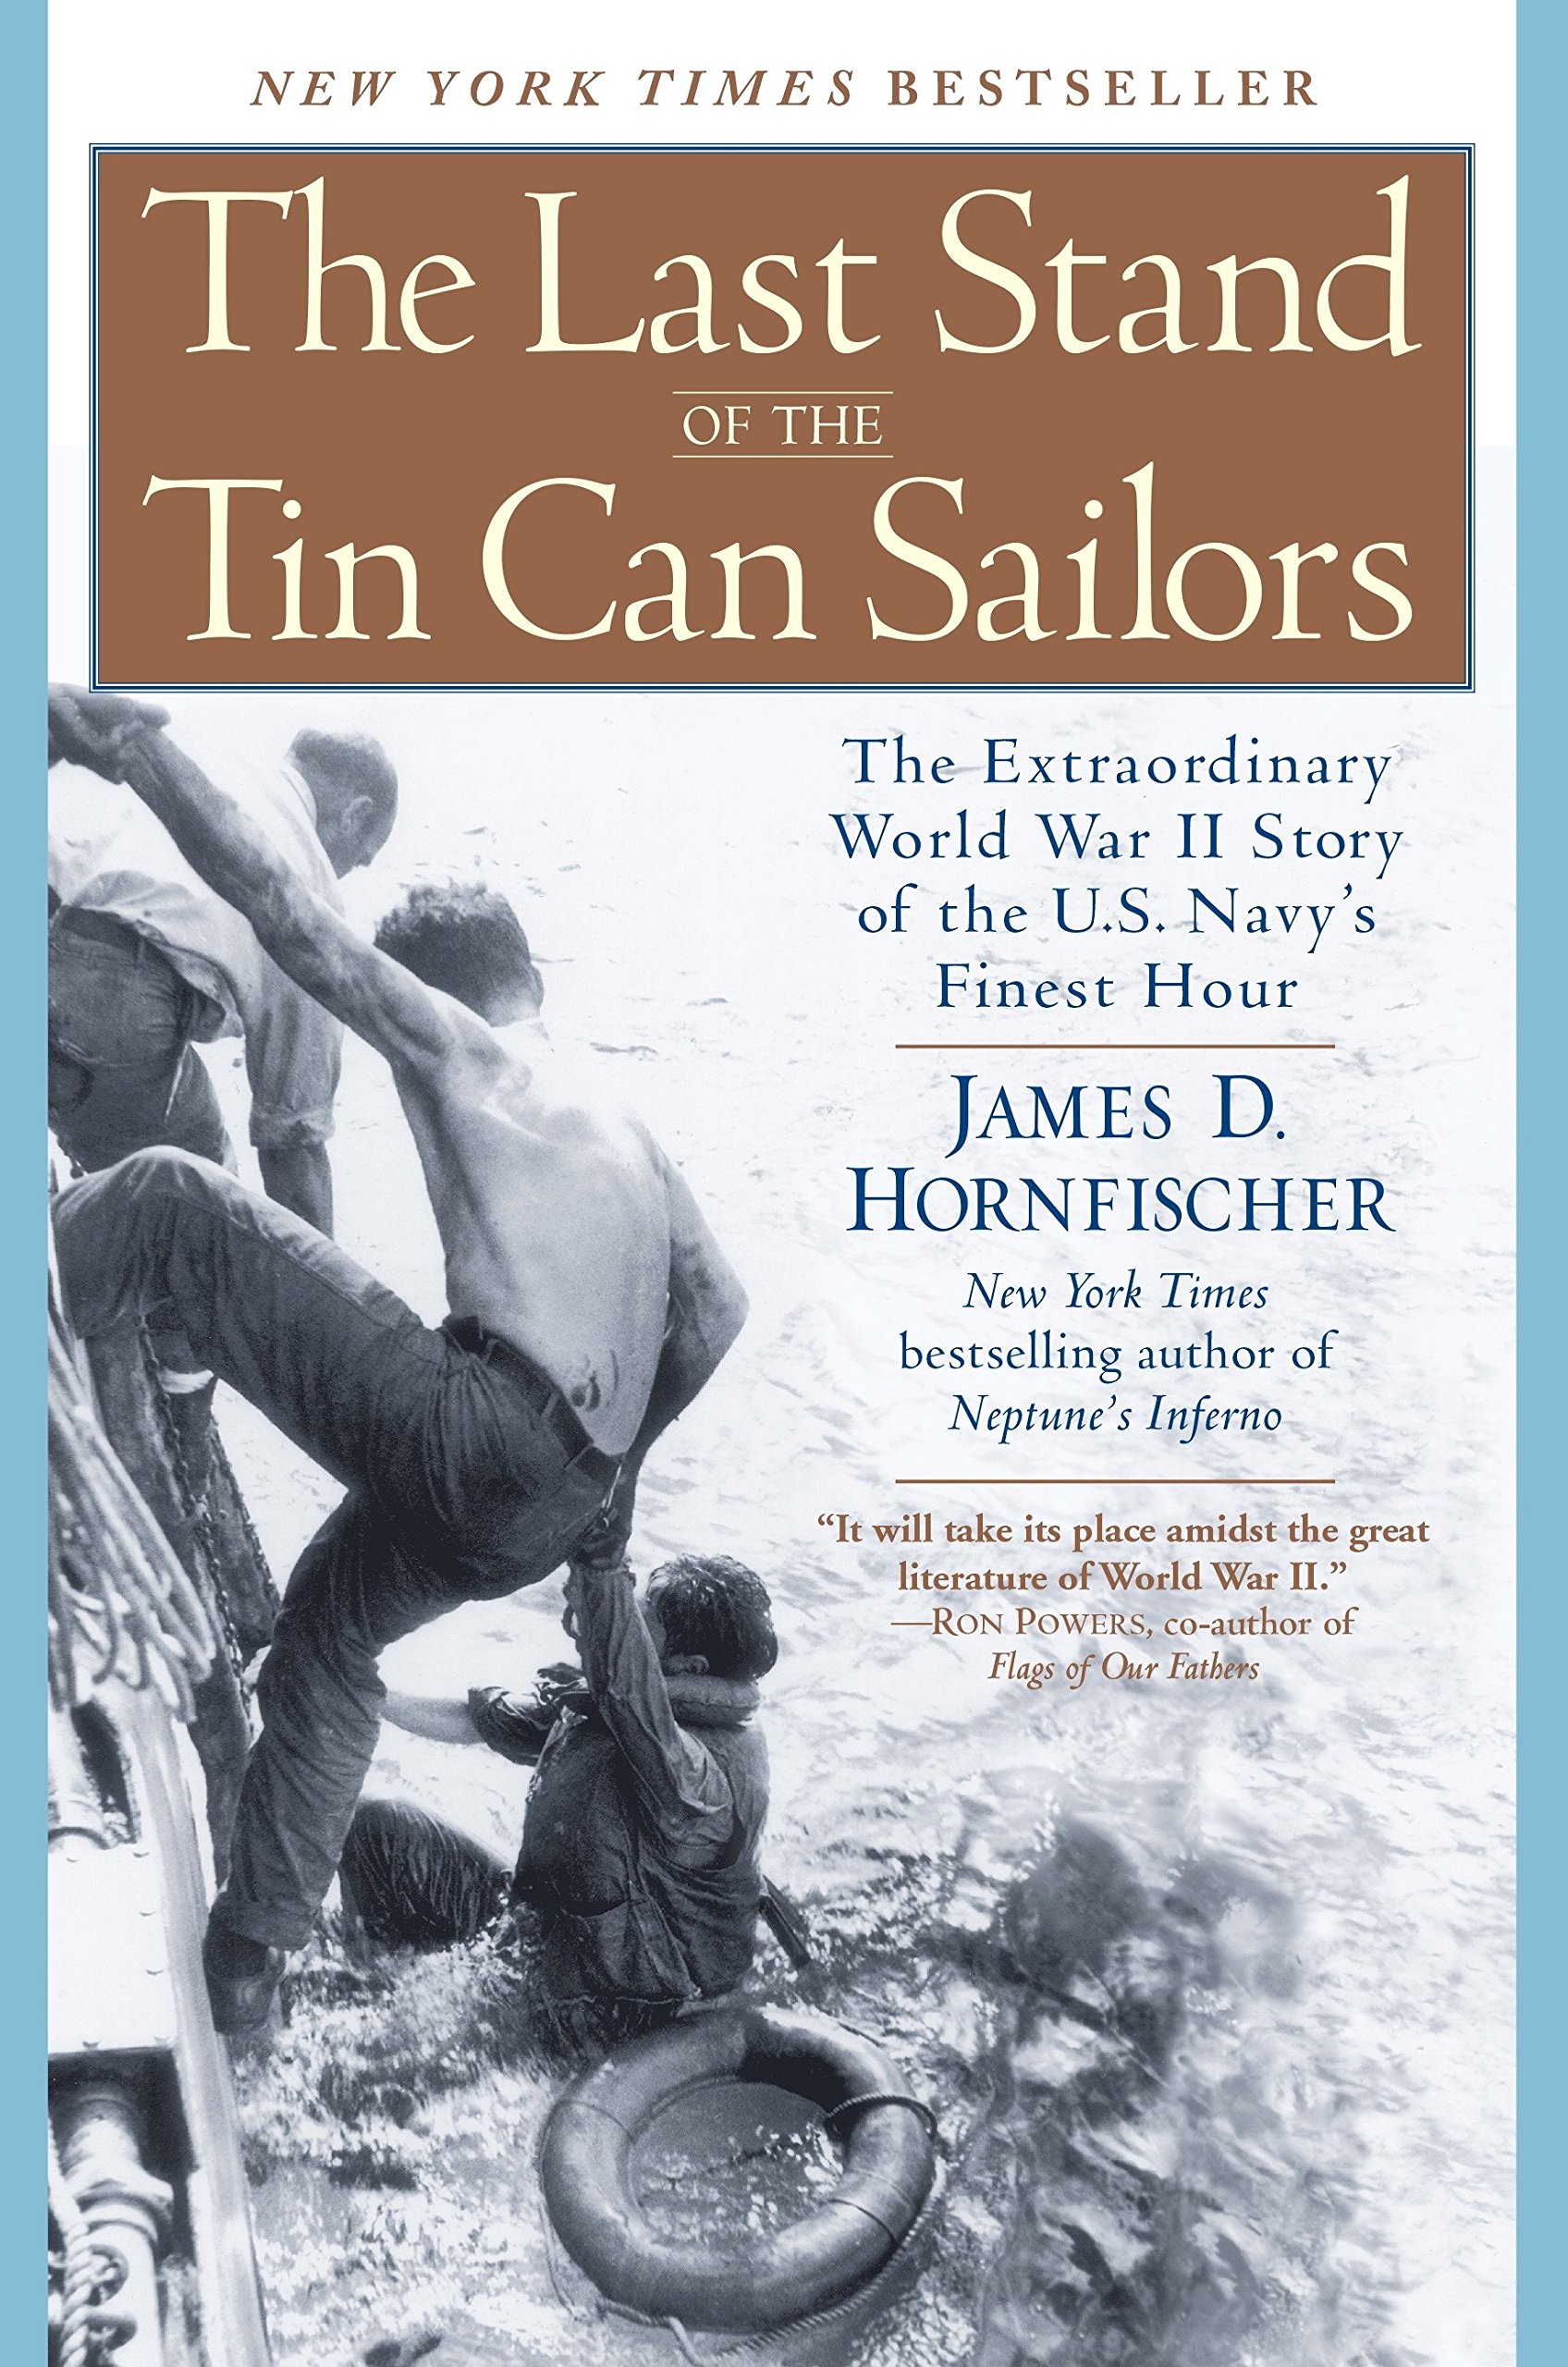 NEW YORK TIMES BESTSELLER
The Last Stand
OF THE
Tin Can Sailors
The Extraordinary
World War II Story
of the U.S. Navy’s
Finest Hour
JAMES D.
HORNFISCHER
New York Times
bestselling author of
Neptune’s Inferno
“It will take its place amidst the great
literature of World War II.”
—RON POWERS, co-author of
Flags of Our Fathers